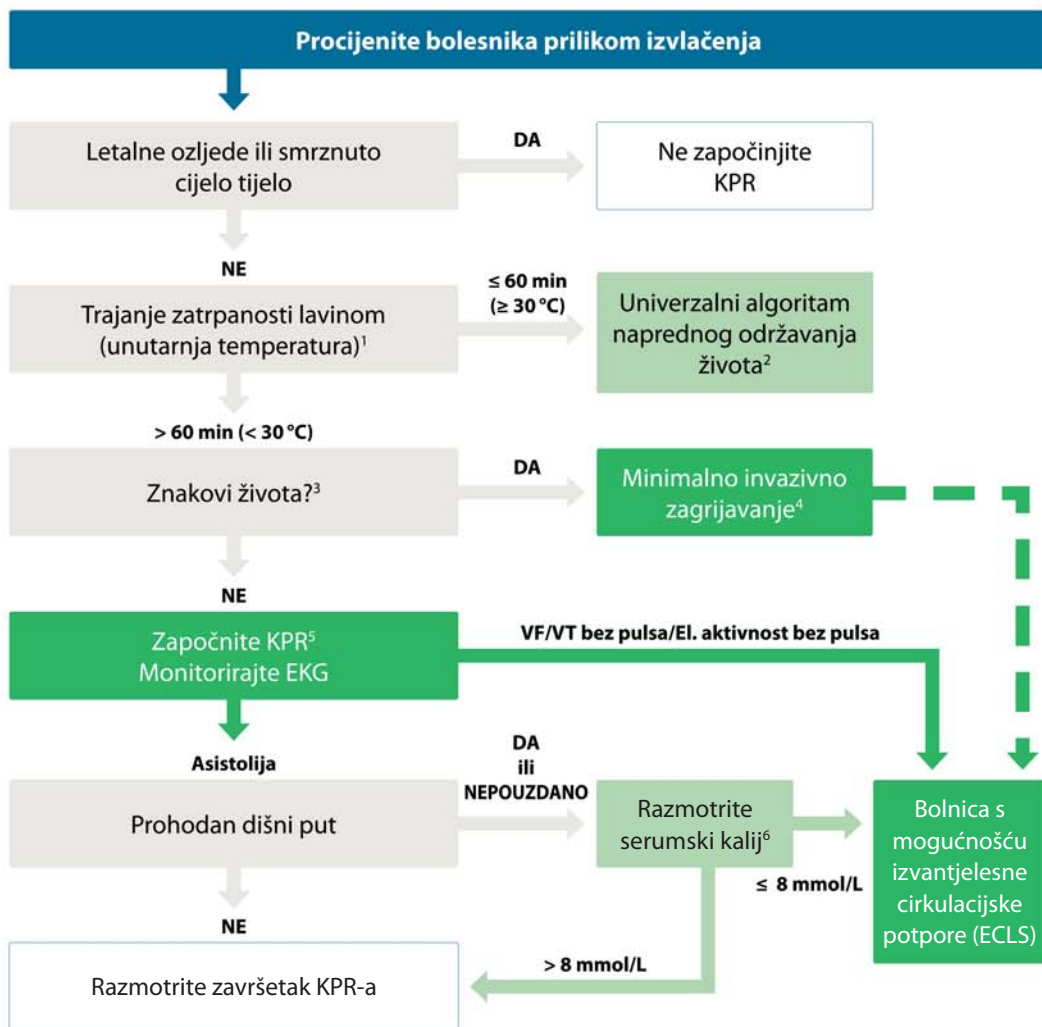 Procijenite bolesnika prilikom izvlačenja
Letalne ozljede ili smrznuto
cijelo tijelo
DA
Ne započinjite
KPR
NE
Trajanje zatrpanosti lavinom
(unutarnja temperatura)¹
≤ 60 min
(≥ 30 °C)
Univerzalni algoritam
naprednog održavanja
života²
> 60 min (< 30 °C)
Znakovi života?³
DA
Minimalno invazivno
zagrijavanje⁴
NE
Započnite KPR⁵
Monitorirajte EKG
VF/VT bez pulsa/El. aktivnost bez pulsa
Asistolija
Prohodan dišni put
DA
ili
NEPOUZDANO
Razmotrite
serumski kalij⁶
≤ 8 mmol/L
Bolnica s
mogućnošću
izvantjelesne
cirkulacijske
potpore (ECLS)
NE
> 8 mmol/L
Razmotrite završetak KPR-a